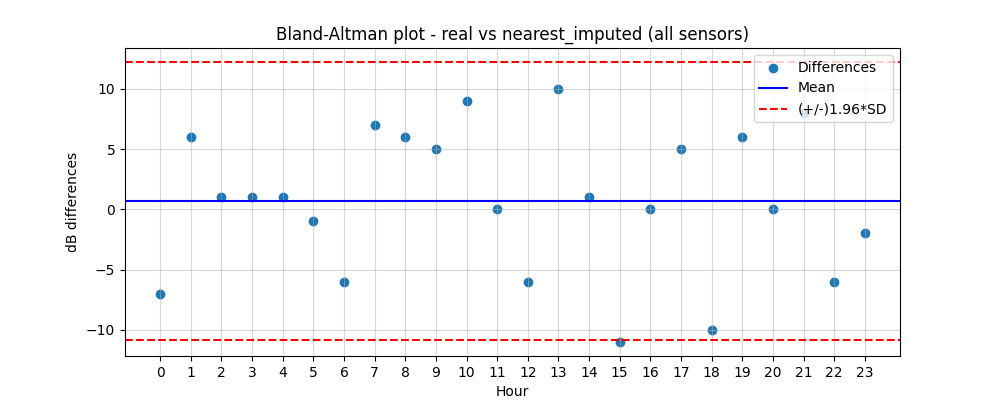 Bland-Altman plot - real vs nearest_imputed (all sensors)
Differences
Mean
(+/-)1.96*SD
dB differences
10
5
0
−5
−10
0 1 2 3 4 5 6 7 8 9 10 11 12 13 14 15 16 17 18 19 20 21 22 23
Hour